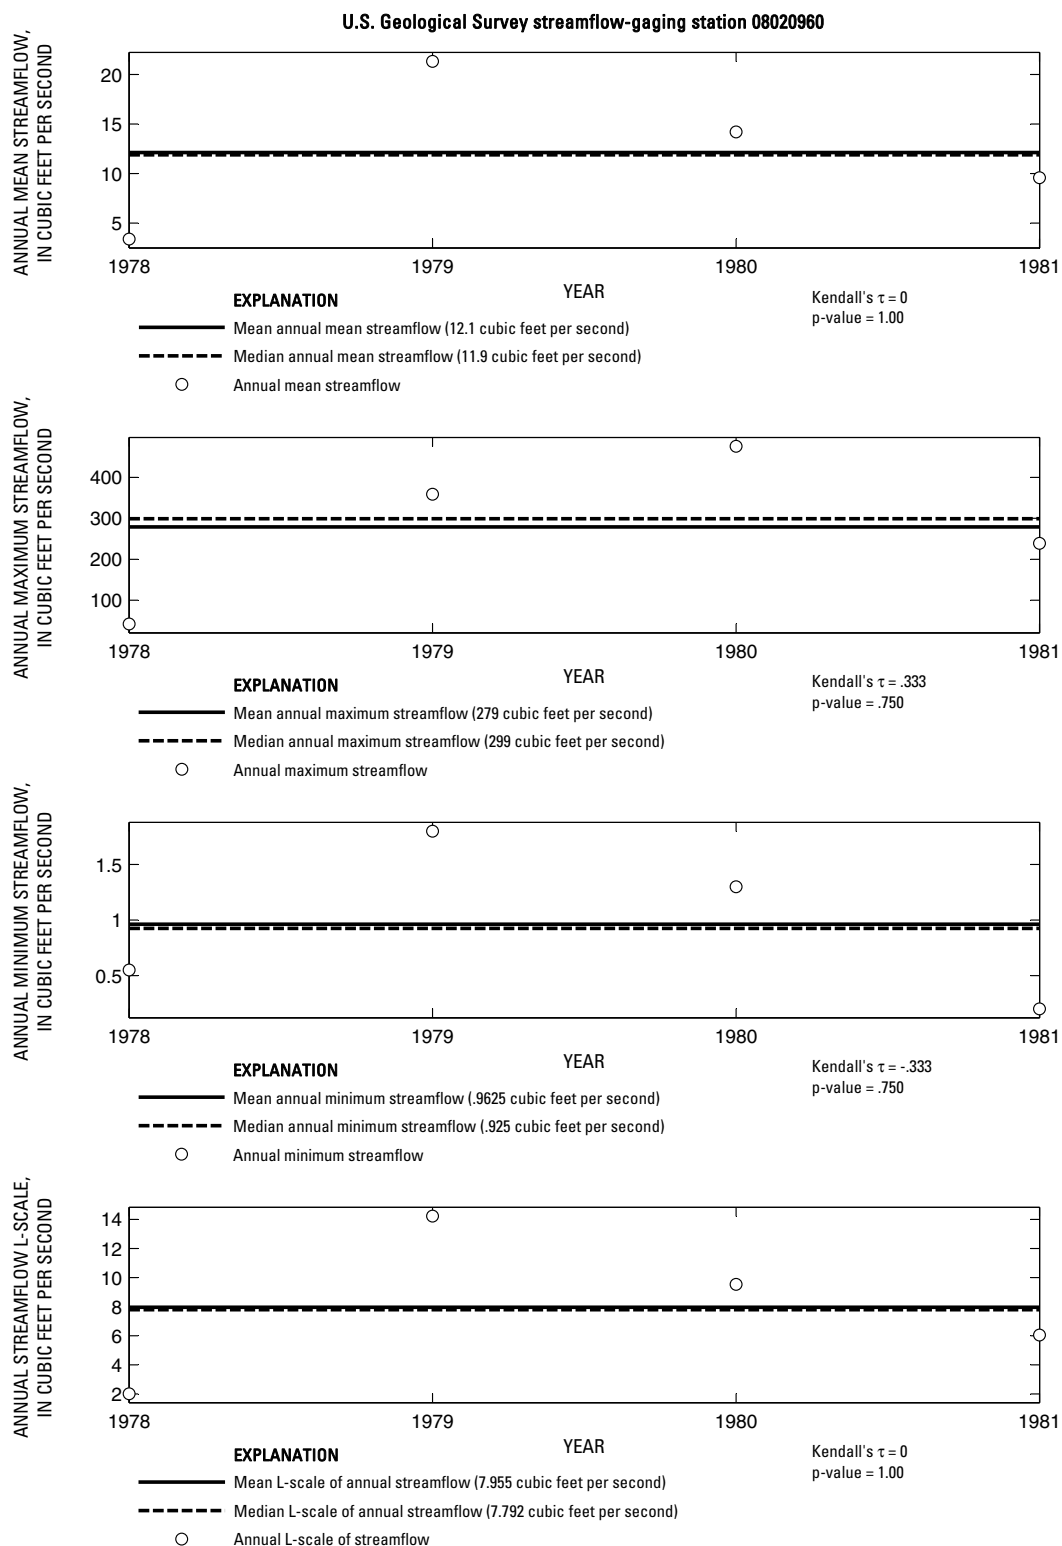 U.S. Geological Survey streamflow-gaging station 08020960
ANNUAL MEAN STREAMFLOW,
IN CUBIC FEET PER SECOND
20
15
10
5
1978 1979 1980 1981
YEAR
EXPLANATION
Mean annual mean streamflow (12.1 cubic feet per second)
Median annual mean streamflow (11.9 cubic feet per second)
Annual mean streamflow
Kendall's τ = 0
p-value = 1.00
ANNUAL MAXIMUM STREAMFLOW,
IN CUBIC FEET PER SECOND
400
300
200
100
1978 1979 1980 1981
YEAR
EXPLANATION
Mean annual maximum streamflow (279 cubic feet per second)
Median annual maximum streamflow (299 cubic feet per second)
Annual maximum streamflow
Kendall's τ = .333
p-value = .750
ANNUAL MINIMUM STREAMFLOW,
IN CUBIC FEET PER SECOND
1.5
1
0.5
1978 1979 1980 1981
YEAR
EXPLANATION
Mean annual minimum streamflow (.9625 cubic feet per second)
Median annual minimum streamflow (.925 cubic feet per second)
Annual minimum streamflow
Kendall's τ = -.333
p-value = .750
ANNUAL STREAMFLOW L-SCALE,
IN CUBIC FEET PER SECOND
14
12
10
8
6
4
2
1978 1979 1980 1981
YEAR
EXPLANATION
Mean L-scale of annual streamflow (7.955 cubic feet per second)
Median L-scale of annual streamflow (7.792 cubic feet per second)
Annual L-scale of streamflow
Kendall's τ = 0
p-value = 1.00